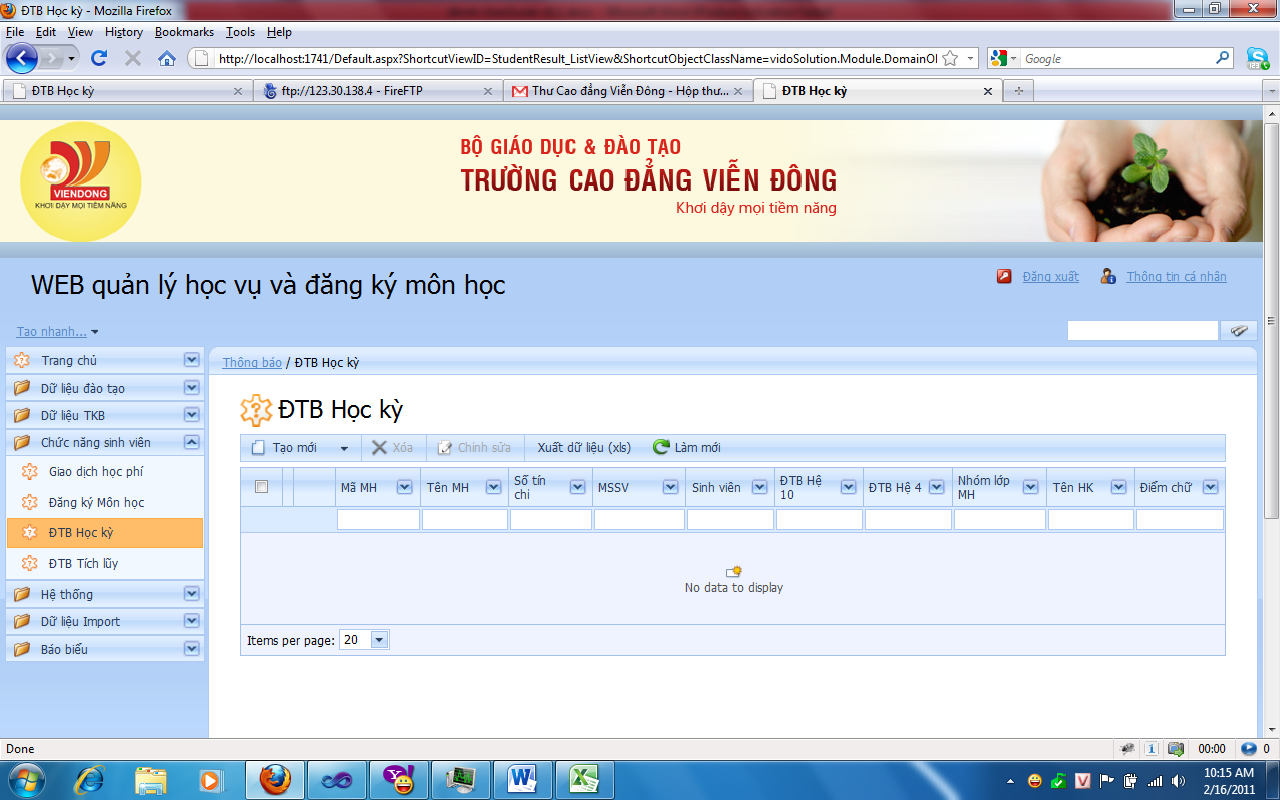 ĐTB Học kỳ - Mozilla Firefox
File Edit View History Bookmarks Tools Help
http://localhost:1741/Default.aspx?ShortcutViewID=StudentResult_ListView&ShortcutObjectClassName=vidoSolution.Module.DomainOl
Google
ĐTB Học kỳ
ftp://123.30.138.4 - FireFTP
Thư Cao đẳng Viễn Đông - Hộp thư...
ĐTB Học kỳ
VIENDONG
KHƠI DẬY MỌI TIỀM NĂNG
BỘ GIÁO DỤC & ĐÀO TẠO
TRƯỜNG CAO ĐẲNG VIỄN ĐÔNG
Khơi dậy mọi tiềm năng
WEB quản lý học vụ và đăng ký môn học
Đăng xuất
Thông tin cá nhân
Tạo nhanh...
Trang chủ
Dữ liệu đào tạo
Dữ liệu TKB
Chức năng sinh viên
Giao dịch học phí
Đăng ký Môn học
ĐTB Học kỳ
ĐTB Tích lũy
Hệ thống
Dữ liệu Import
Báo biểu
Thông báo / ĐTB Học kỳ
ĐTB Học kỳ
Tạo mới Xóa Chỉnh sửa Xuất dữ liệu (xls) Làm mới
Mã MH
Tên MH
Số tín chỉ
MSSV
Sinh viên
ĐTB Hệ 10
ĐTB Hệ 4
Nhóm lớp MH
Tên HK
Điểm chữ
No data to display
Items per page: 20
Done
00:00
0
10:15 AM
2/16/2011